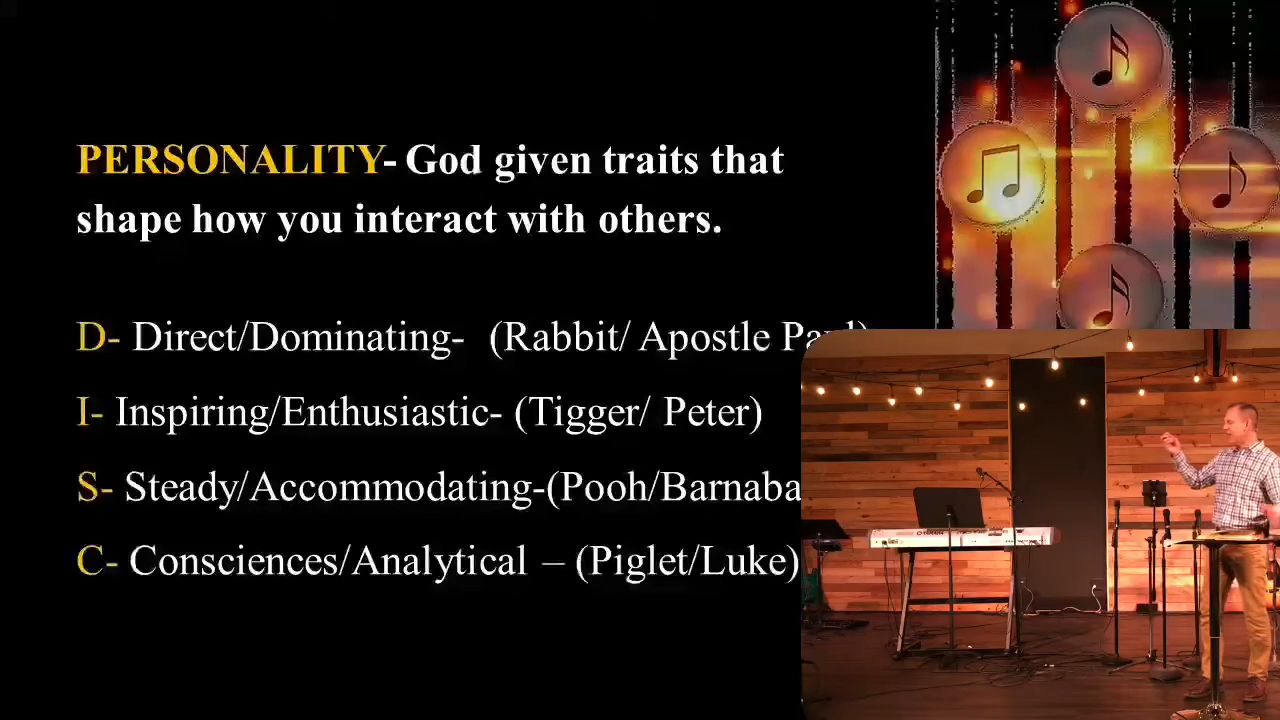 PERSONALITY- God given traits that
shape how you interact with others.
D- Direct/Dominating- (Rabbit/ Apostle
I- Inspiring/Enthusiastic- (Tigger/ Peter)
S- Steady/Accommodating-(Pooh/Barnaba
C- Consciences/Analytical – (Piglet/Luke)